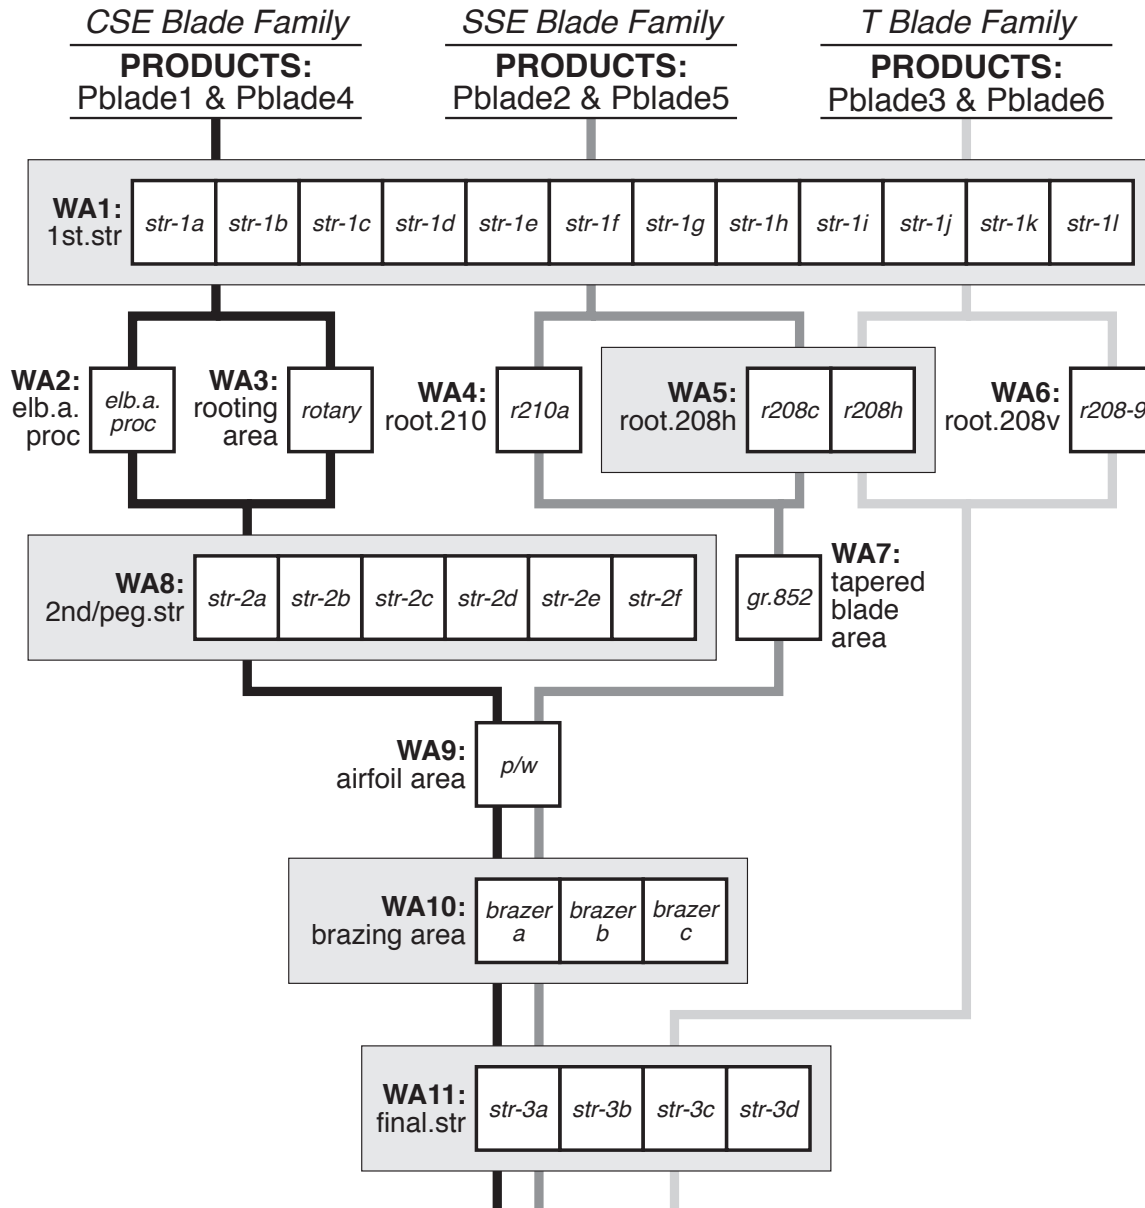 CSE Blade Family
PRODUCTS:
Pblade1 & Pblade4
SSE Blade Family
PRODUCTS:
Pblade2 & Pblade5
T Blade Family
PRODUCTS:
Pblade3 & Pblade6
WA1:
1st.str
str-1a
str-1b
str-1c
str-1d
str-1e
str-1f
str-1g
str-1h
str-1i
str-1j
str-1k
str-1l
WA2:
elb.a.
proc
elb.a.
proc
WA3:
rooting
area
rotary
WA4:
root.210
r210a
WA5:
root.208h
r208c
r208h
WA6:
root.208v
r208-9
WA8:
2nd/peg.str
str-2a
str-2b
str-2c
str-2d
str-2e
str-2f
gr.852
WA7:
tapered
blade
area
WA9:
airfoil area
p/w
WA10:
brazing area
brazer
a
brazer
b
brazer
c
WA11:
final.str
str-3a
str-3b
str-3c
str-3d